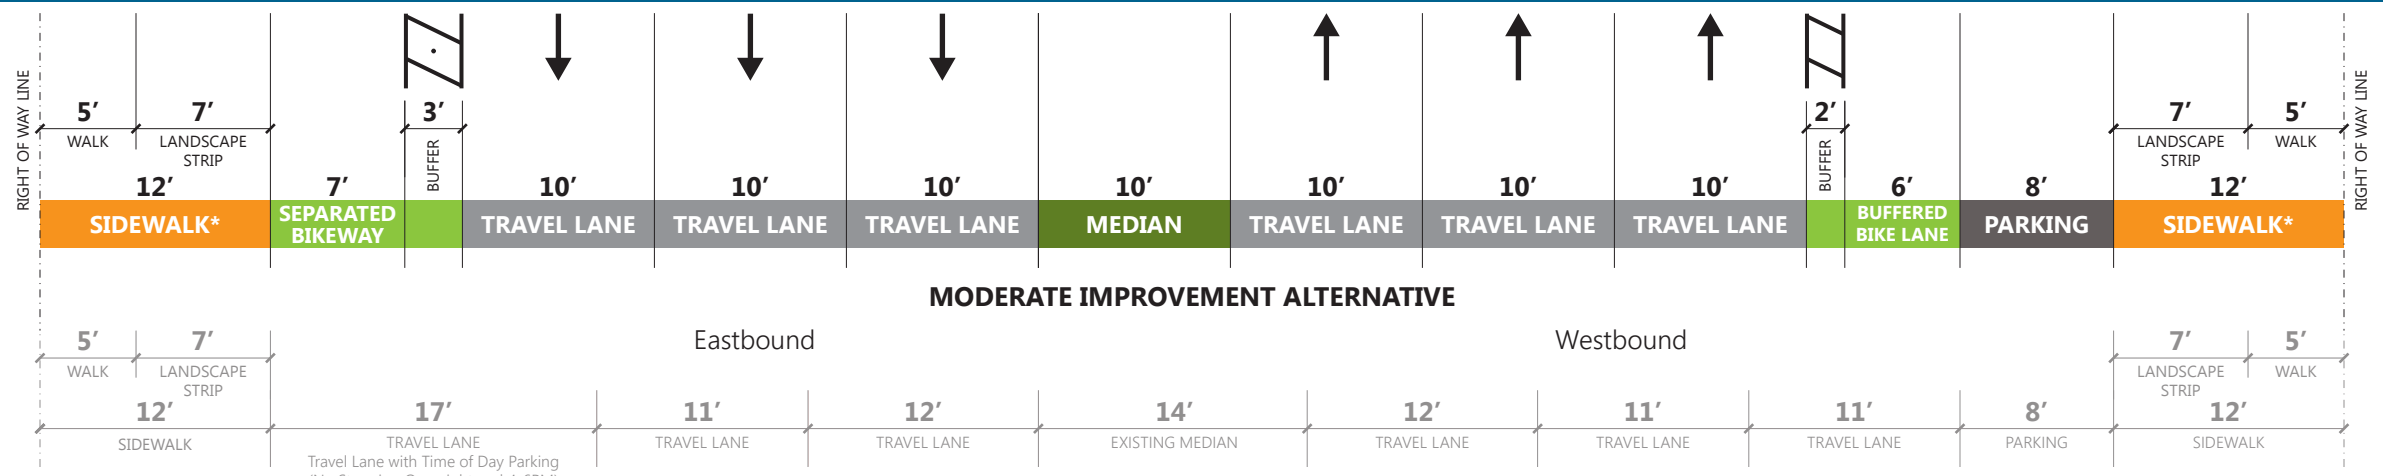 RIGHT OF WAY LINE
5’ 7’ 3’ 2’ 7’ 5’
WALK LANDSCAPE STRIP BUFFER BUFFER LANDSCAPE STRIP WALK
12’ 7’ 10’ 10’ 10’ 10’ 10’ 10’ 10’ 6’ 8’ 12’
SIDEWALK* SEPARATED BIKEWAY TRAVEL LANE TRAVEL LANE TRAVEL LANE MEDIAN TRAVEL LANE TRAVEL LANE TRAVEL LANE BUFFERED BIKE LANE PARKING SIDEWALK*
RIGHT OF WAY LINE
MODERATE IMPROVEMENT ALTERNATIVE
Eastbound Westbound
5’ 7’ 7’ 5’
WALK LANDSCAPE STRIP LANDSCAPE STRIP WALK
12’ 17’ 11’ 12’ 14’ 12’ 11’ 11’ 8’ 12’
SIDEWALK TRAVEL LANE TRAVEL LANE TRAVEL LANE EXISTING MEDIAN TRAVEL LANE TRAVEL LANE TRAVEL LANE PARKING SIDEWALK
Travel Lane with Time of Day Parking